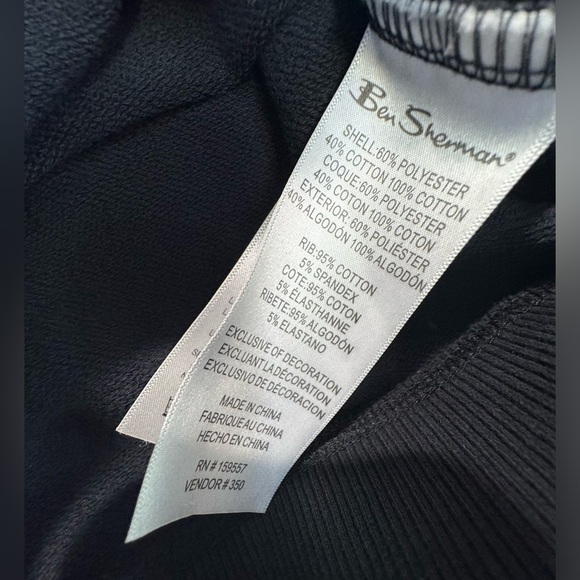 Ben Sherman®
SHELL:60% POLYESTER
40% COTTON 100% COTTON
COQUE:60% POLYESTER
40% COTON 100% COTON
EXTERIOR: 60% POLIÉSTER
40% ALGODÓN 100% ALGODÓN
RIB:95% COTTON
5% SPANDEX
COTE:95% COTON
5% ÉLASTHANNE
RIBETE:95% ALGODÓN
5% ELASTANO
EXCLUSIVE OF DECORATION
EXCLUANT LA DÉCORATION
EXCLUSIVO DE DECORACIÓN
MADE IN CHINA
FABRIQUE AU CHINA
HECHO EN CHINA
RN # 159557
VENDOR # 350